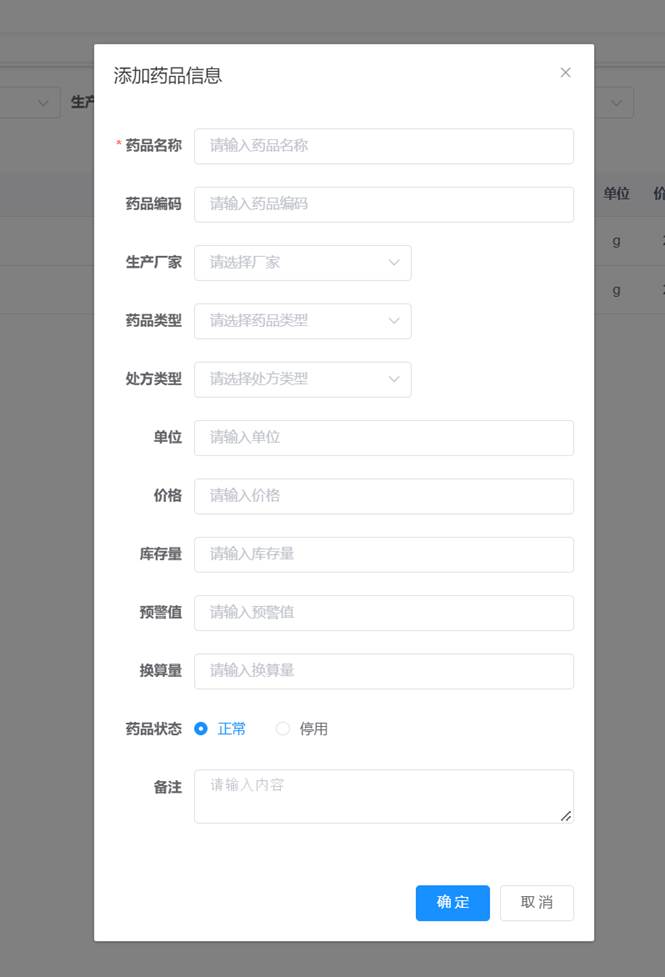 添加药品信息
生产
单位 价
* 药品名称 请输入药品名称
药品编码 请输入药品编码
g
生产厂家 请选择厂家
g
药品类型 请选择药品类型
处方类型 请选择处方类型
单位 请输入单位
价格 请输入价格
库存量 请输入库存量
预警值 请输入预警值
换算量 请输入换算量
药品状态 正常 停用
备注 请输入内容
确 定 取 消